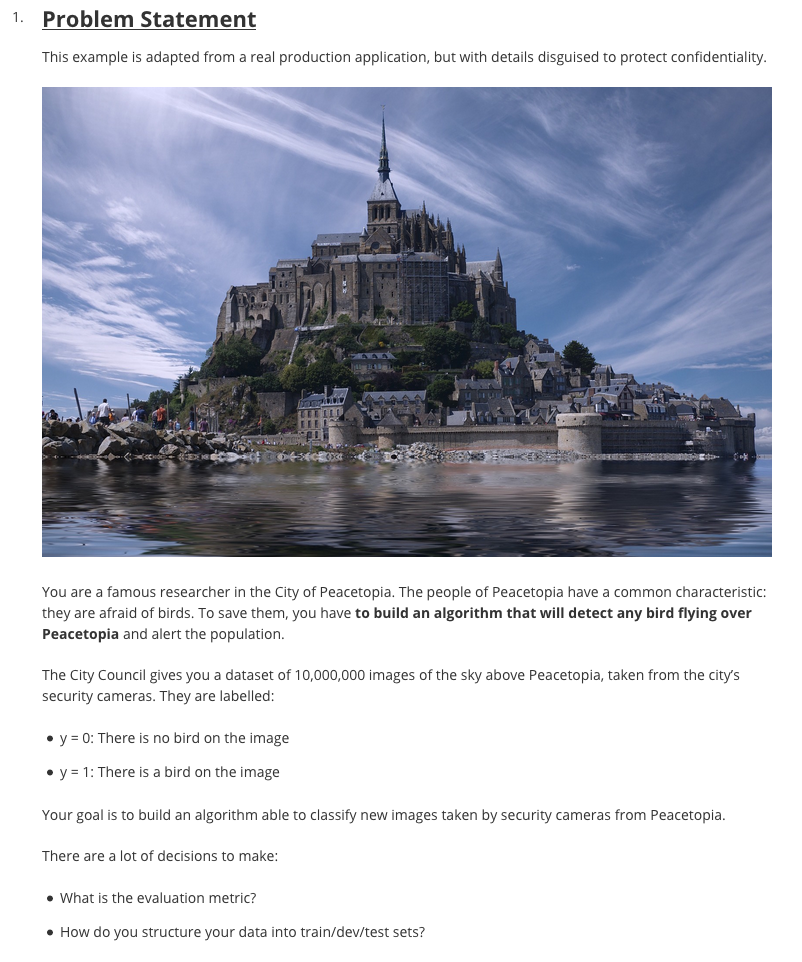 1. Problem Statement
This example is adapted from a real production application, but with details disguised to protect confidentiality.
You are a famous researcher in the City of Peacetopia. The people of Peacetopia have a common characteristic:
they are afraid of birds. To save them, you have to build an algorithm that will detect any bird flying over
Peacetopia and alert the population.
The City Council gives you a dataset of 10,000,000 images of the sky above Peacetopia, taken from the city’s
security cameras. They are labelled:
• y = 0: There is no bird on the image
• y = 1: There is a bird on the image
Your goal is to build an algorithm able to classify new images taken by security cameras from Peacetopia.
There are a lot of decisions to make:
• What is the evaluation metric?
• How do you structure your data into train/dev/test sets?